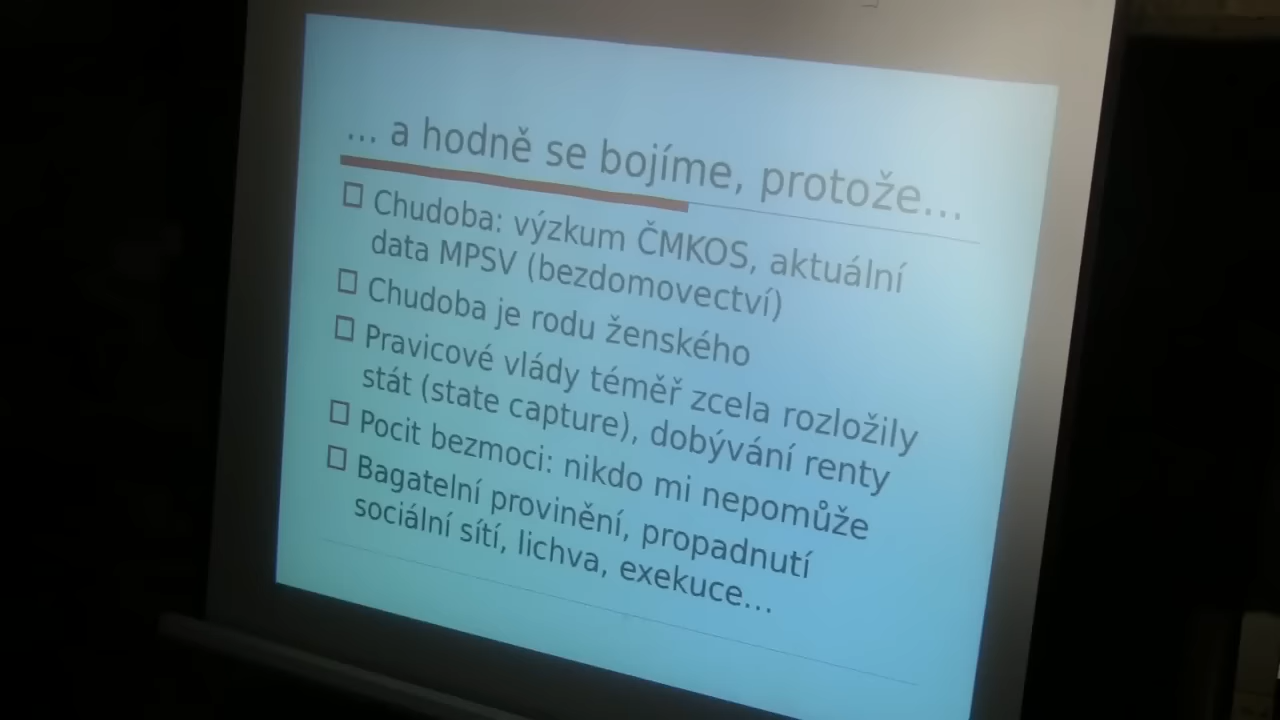 ... a hodně se bojíme, protože...
Chudoba: výzkum ČMKOS, aktuální
data MPSV (bezdomovectví)
Chudoba je rodu ženského
Pravicové vlády téměř zcela rozložily
stát (state capture), dobývání renty
Pocit bezmoci: nikdo mi nepomůže
Bagatelní provinění, propadnutí
sociální sítí, lichva, exekuce...